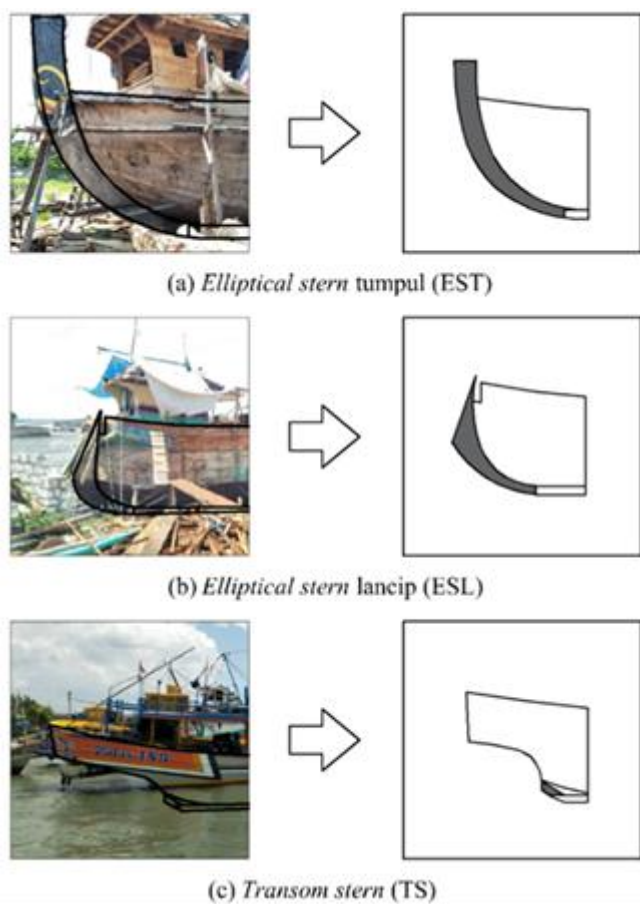 (a) Elliptical stern tumpul (EST)
(b) Elliptical stern lancip (ESL)
(c) Transom stern (TS)